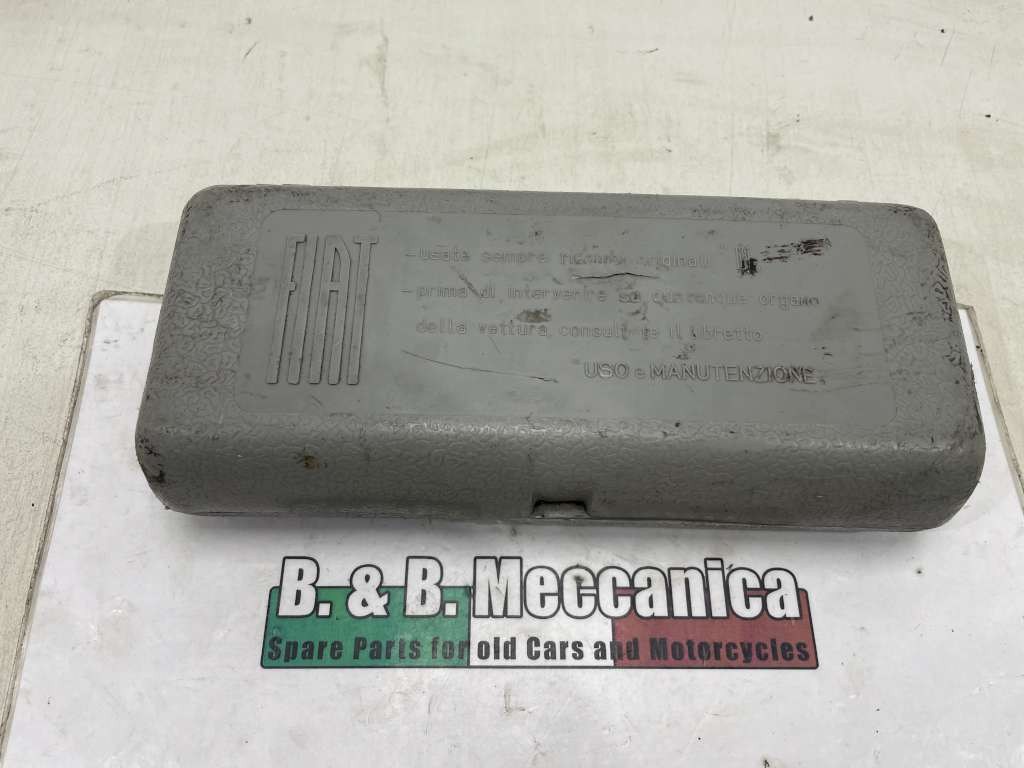 FIAT
-usate sempre ricambi originali
-prima di intervenire su qualunque organo
della vettura, consultate il libretto
USO e MANUTENZIONE
B. & B. Meccanica
Spare Parts for old Cars and Motorcycles